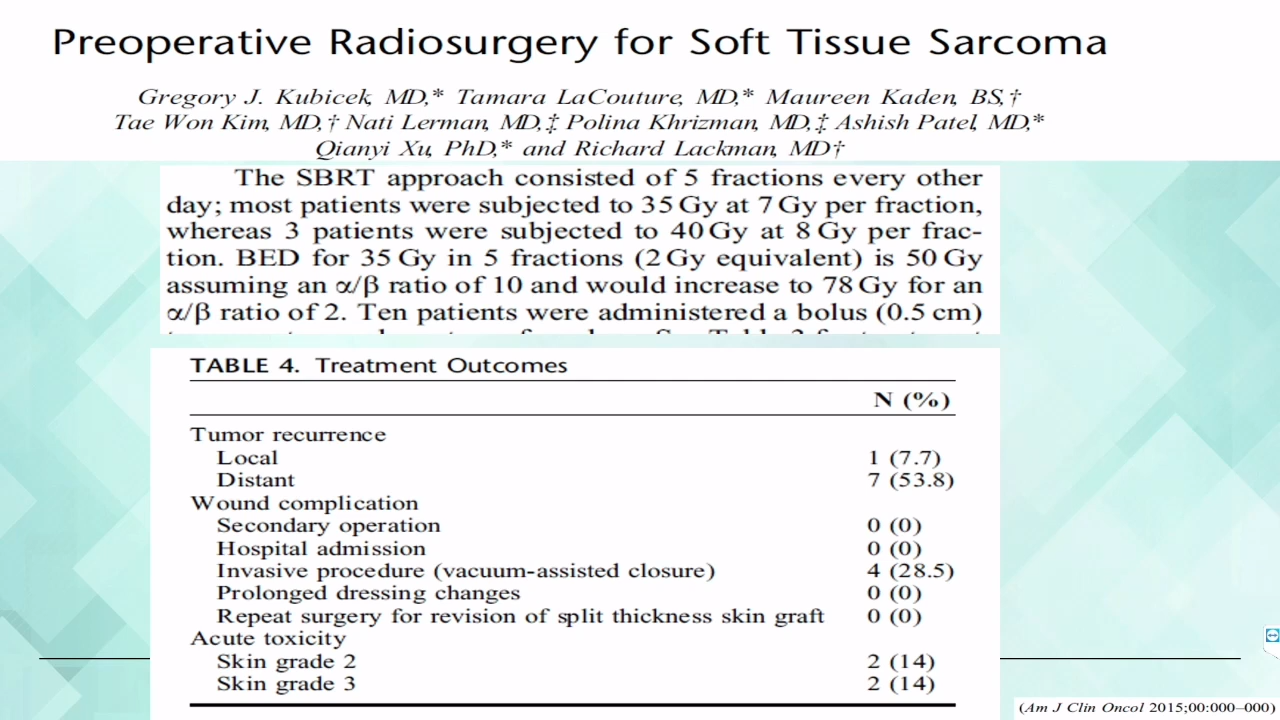 Preoperative Radiosurgery for Soft Tissue Sarcoma
Gregory J. Kubicek, MD,* Tamara LaCouture, MD,* Maureen Kaden, BS,†
Tae Won Kim, MD,† Nati Lerman, MD,‡ Polina Khrizman, MD,‡ Ashish Patel, MD,*
Qianyi Xu, PhD,* and Richard Lackman, MD†
The SBRT approach consisted of 5 fractions every other
day; most patients were subjected to 35 Gy at 7 Gy per fraction,
whereas 3 patients were subjected to 40 Gy at 8 Gy per frac-
tion. BED for 35 Gy in 5 fractions (2 Gy equivalent) is 50 Gy
assuming an α/β ratio of 10 and would increase to 78 Gy for an
α/β ratio of 2. Ten patients were administered a bolus (0.5 cm)
TABLE 4. Treatment Outcomes
N (%)
Tumor recurrence
Local 1 (7.7)
Distant 7 (53.8)
Wound complication
Secondary operation 0 (0)
Hospital admission 0 (0)
Invasive procedure (vacuum-assisted closure) 4 (28.5)
Prolonged dressing changes 0 (0)
Repeat surgery for revision of split thickness skin graft 0 (0)
Acute toxicity
Skin grade 2 2 (14)
Skin grade 3 2 (14)
(Am J Clin Oncol 2015;00:000–000)